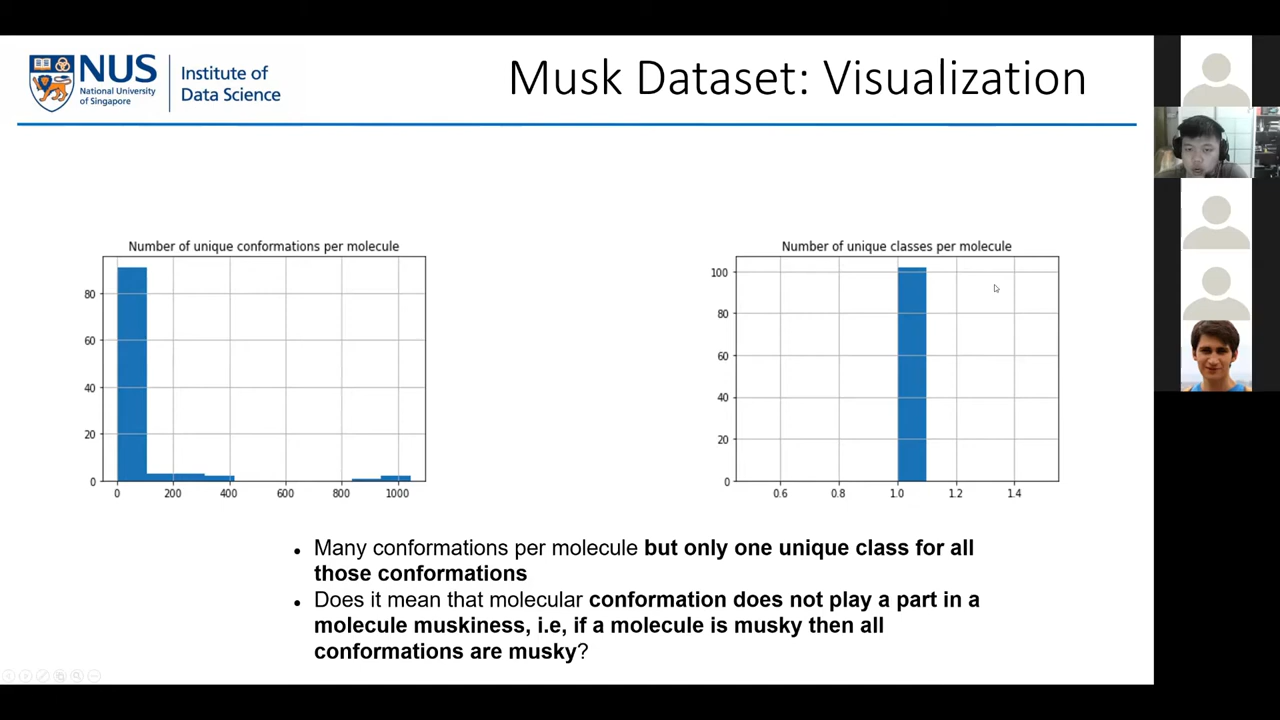 NUS
National University
of Singapore
Institute of
Data Science
Musk Dataset: Visualization
Number of unique conformations per molecule
80
60
40
20
0
0 200 400 600 800 1000
Number of unique classes per molecule
100
80
60
40
20
0
0.6 0.8 1.0 1.2 1.4
• Many conformations per molecule but only one unique class for all
those conformations
• Does it mean that molecular conformation does not play a part in a
molecule muskiness, i.e, if a molecule is musky then all
conformations are musky?